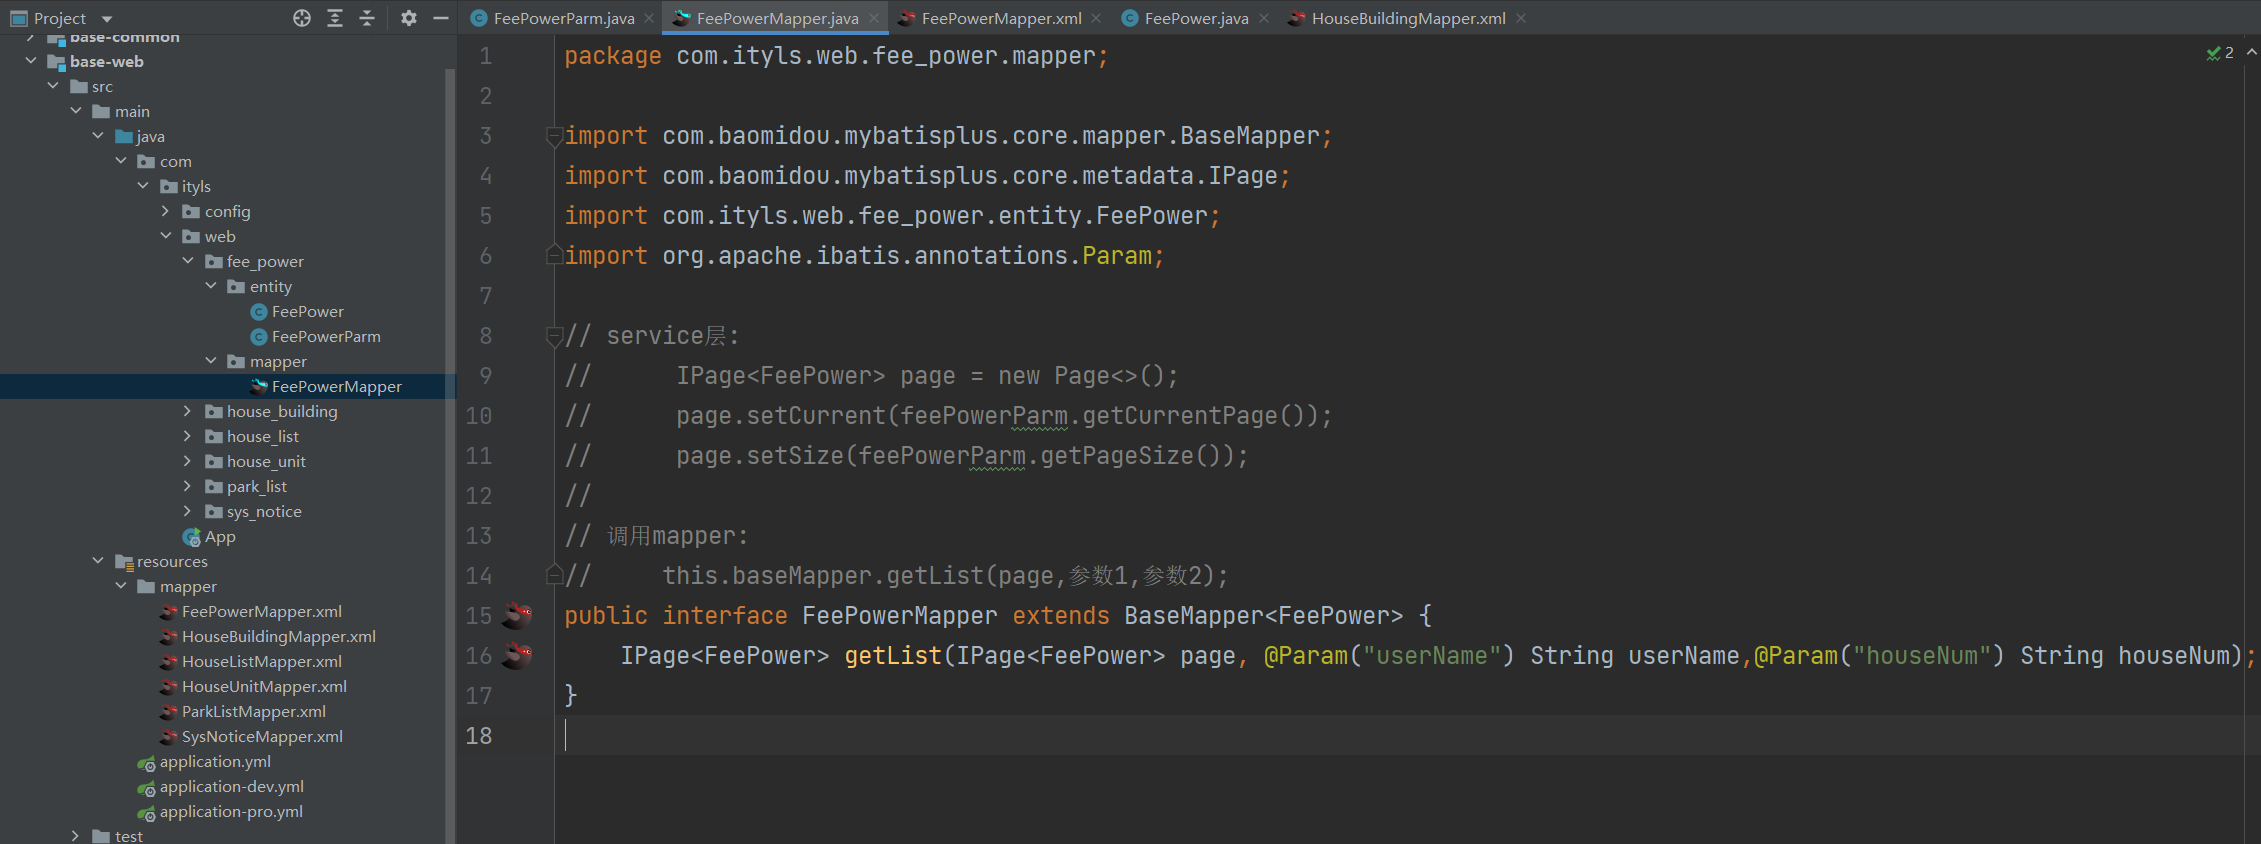 Project
FeePowerParm.java
FeePowerMapper.java
FeePowerMapper.xml
FeePower.java
HouseBuildingMapper.xml
base-common
base-web
src
main
java
com
ityls
config
web
fee_power
entity
FeePower
FeePowerParm
mapper
FeePowerMapper
house_building
house_list
house_unit
park_list
sys_notice
App
resources
mapper
FeePowerMapper.xml
HouseBuildingMapper.xml
HouseListMapper.xml
HouseUnitMapper.xml
ParkListMapper.xml
SysNoticeMapper.xml
application.yml
application-dev.yml
application-pro.yml
test
2
1 package com.ityls.web.fee_power.mapper;
2
3 import com.baomidou.mybatisplus.core.mapper.BaseMapper;
4 import com.baomidou.mybatisplus.core.metadata.IPage;
5 import com.ityls.web.fee_power.entity.FeePower;
6 import org.apache.ibatis.annotations.Param;
7
8 // service层:
9 // IPage<FeePower> page = new Page<>();
10 // page.setCurrent(feePowerParm.getCurrentPage());
11 // page.setSize(feePowerParm.getPageSize());
12 //
13 // 调用mapper:
14 // this.baseMapper.getList(page,参数1,参数2);
15 public interface FeePowerMapper extends BaseMapper<FeePower> {
16 IPage<FeePower> getList(IPage<FeePower> page, @Param("userName") String userName,@Param("houseNum") String houseNum);
17 }
18